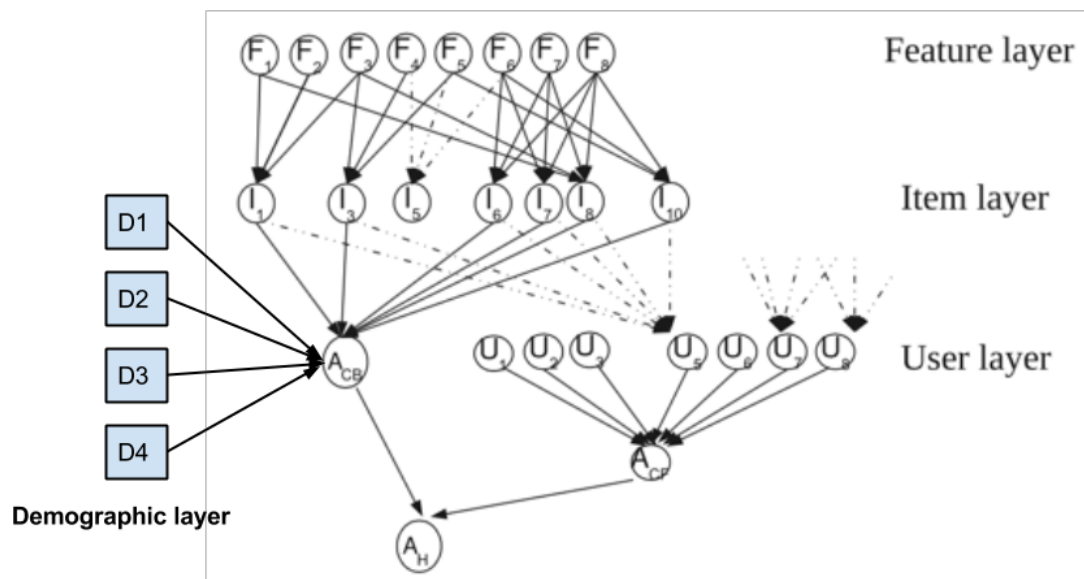 F1 F2 F3 F4 F5 F6 F7 F8 Feature layer
I1 I3 I5 I6 I7 I8 I10 Item layer
D1
D2
D3
D4
U1 U2 U3 U5 U6 U7 U8 User layer
ACB
ACF
Demographic layer
AH